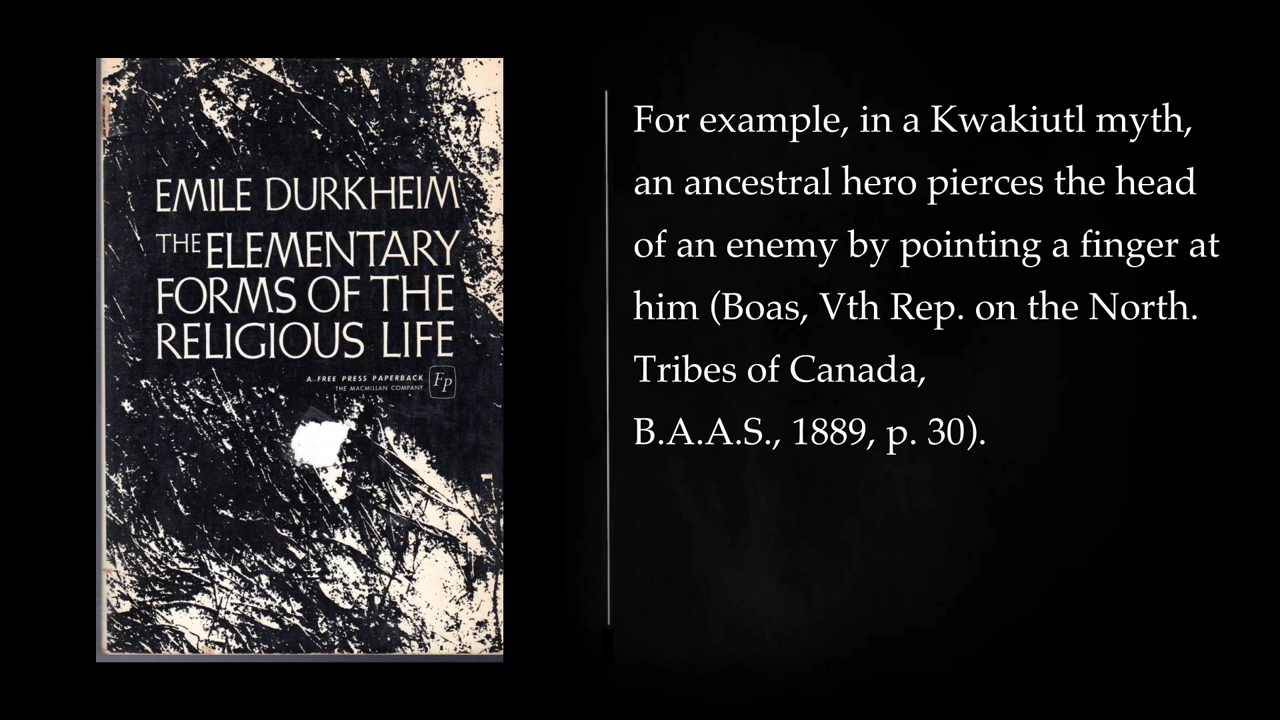 EMILE DURKHEIM
THE ELEMENTARY
FORMS OF THE
RELIGIOUS LIFE
A FREE PRESS PAPERBACK
THE MACMILLAN COMPANY
Fp
For example, in a Kwakiutl myth,
an ancestral hero pierces the head
of an enemy by pointing a finger at
him (Boas, Vth Rep. on the North.
Tribes of Canada,
B.A.A.S., 1889, p. 30).